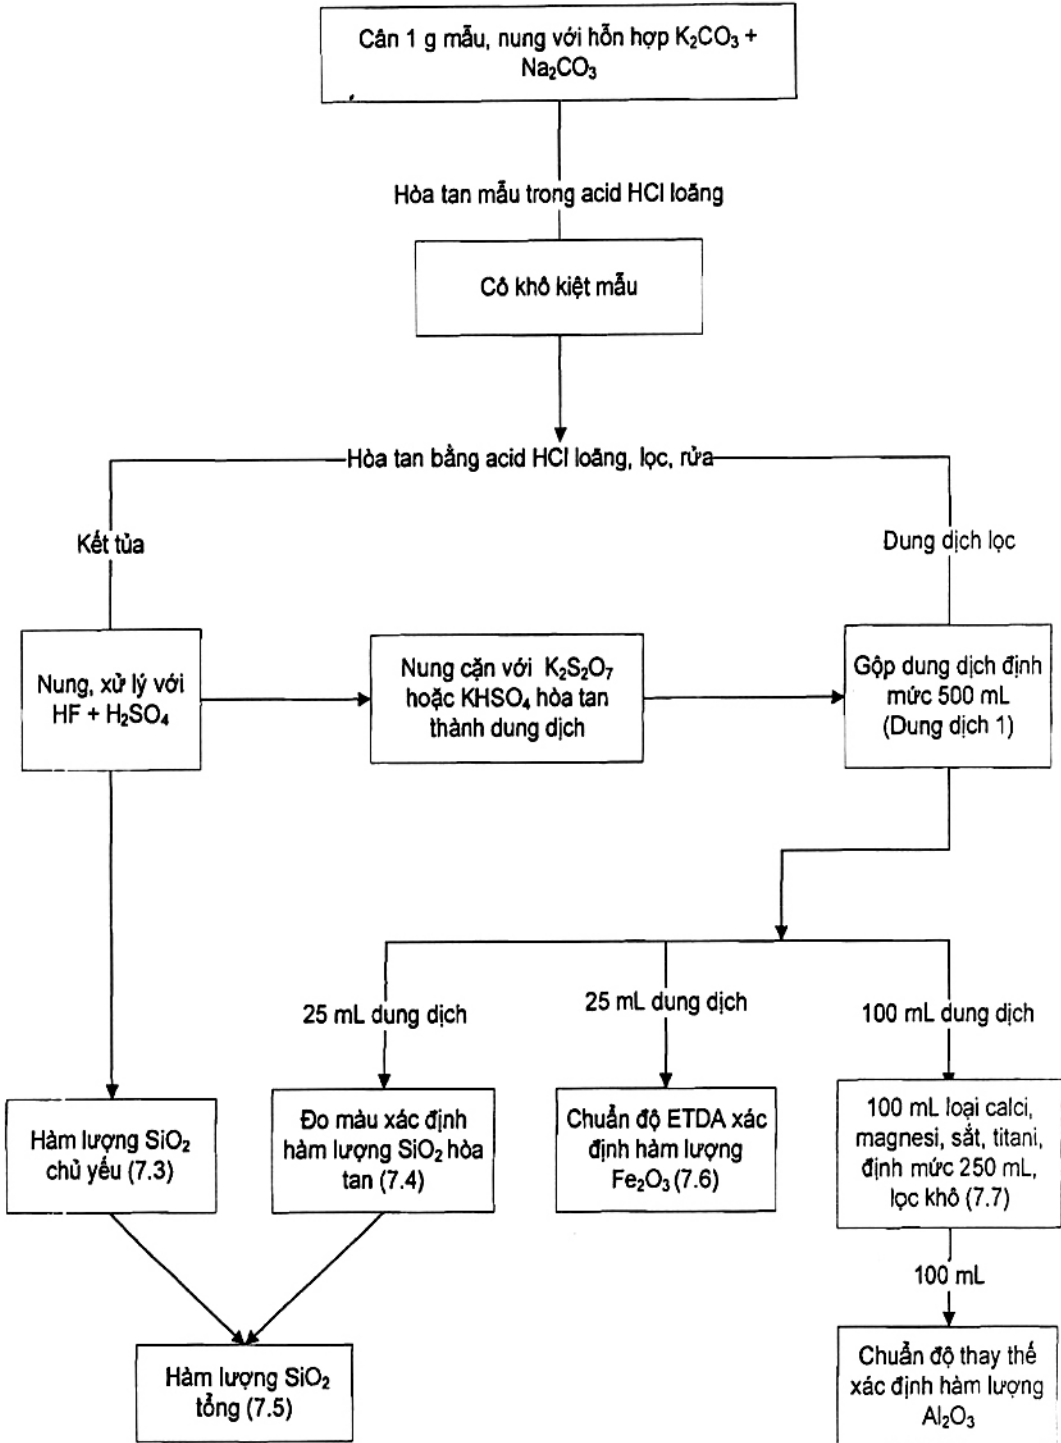 Cân 1 g mẫu, nung với hỗn hợp K₂CO₃ +
Na₂CO₃
Hòa tan mẫu trong acid HCl loãng
Cô khô kiệt mẫu
Hòa tan bằng acid HCl loãng, lọc, rửa
Kết tủa
Dung dịch lọc
Nung, xử lý với
HF + H₂SO₄
Nung cặn với K₂S₂O₇
hoặc KHSO₄ hòa tan
thành dung dịch
Gộp dung dịch định
mức 500 mL
(Dung dịch 1)
25 mL dung dịch
25 mL dung dịch
100 mL dung dịch
Hàm lượng SiO₂
chủ yếu (7.3)
Đo màu xác định
hàm lượng SiO₂ hòa
tan (7.4)
Chuẩn độ ETDA xác
định hàm lượng
Fe₂O₃ (7.6)
100 mL loại calci,
magnesi, sắt, titani,
định mức 250 mL,
lọc khô (7.7)
100 mL
Hàm lượng SiO₂
tổng (7.5)
Chuẩn độ thay thế
xác định hàm lượng
Al₂O₃